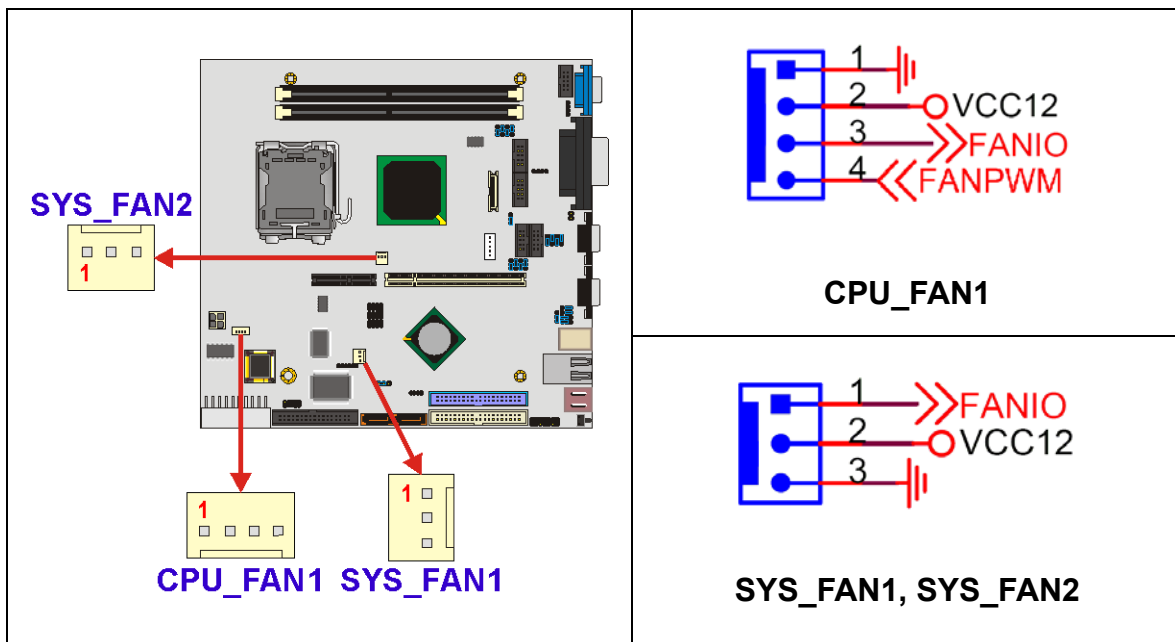 SYS_FAN2
1
1
CPU_FAN1
1
SYS_FAN1
1
2 VCC12
3 FANIO
4 FANPWM
CPU_FAN1
1 FANIO
2 VCC12
3
SYS_FAN1, SYS_FAN2